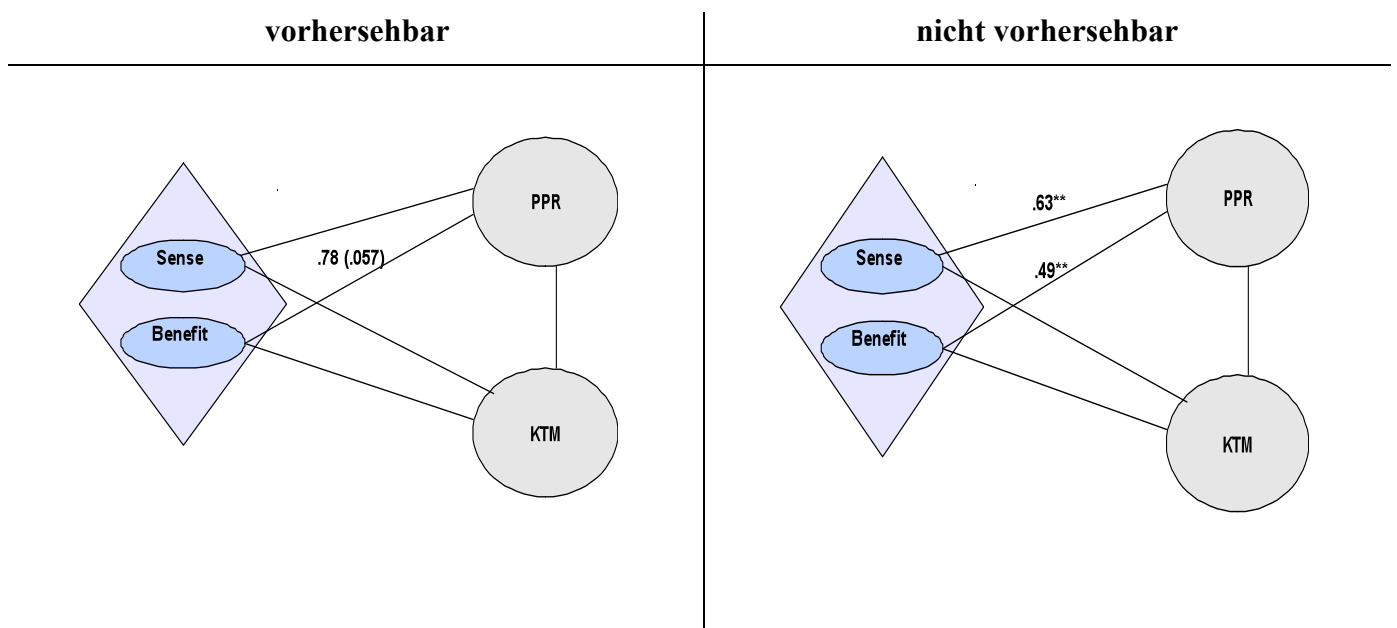 vorhersehbar
nicht vorhersehbar
PPR
Sense
.78 (.057)
Benefit
KTM
PPR
.63**
Sense
.49**
Benefit
KTM